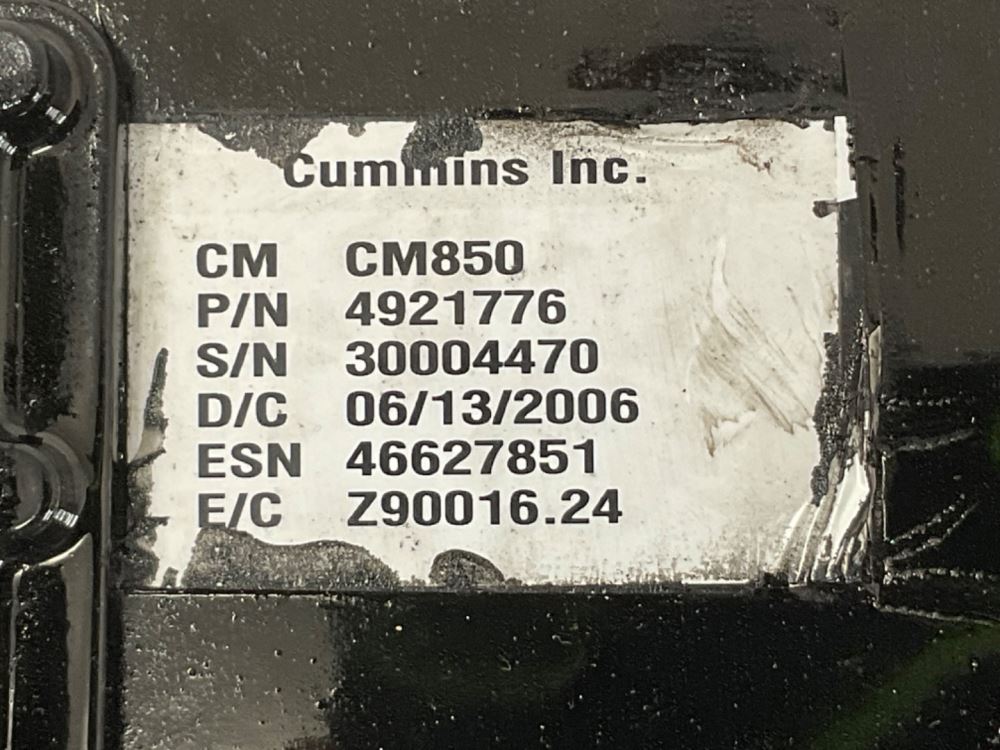 Cummins Inc.
CM CM850
P/N 4921776
S/N 30004470
D/C 06/13/2006
ESN 46627851
E/C Z90016.24